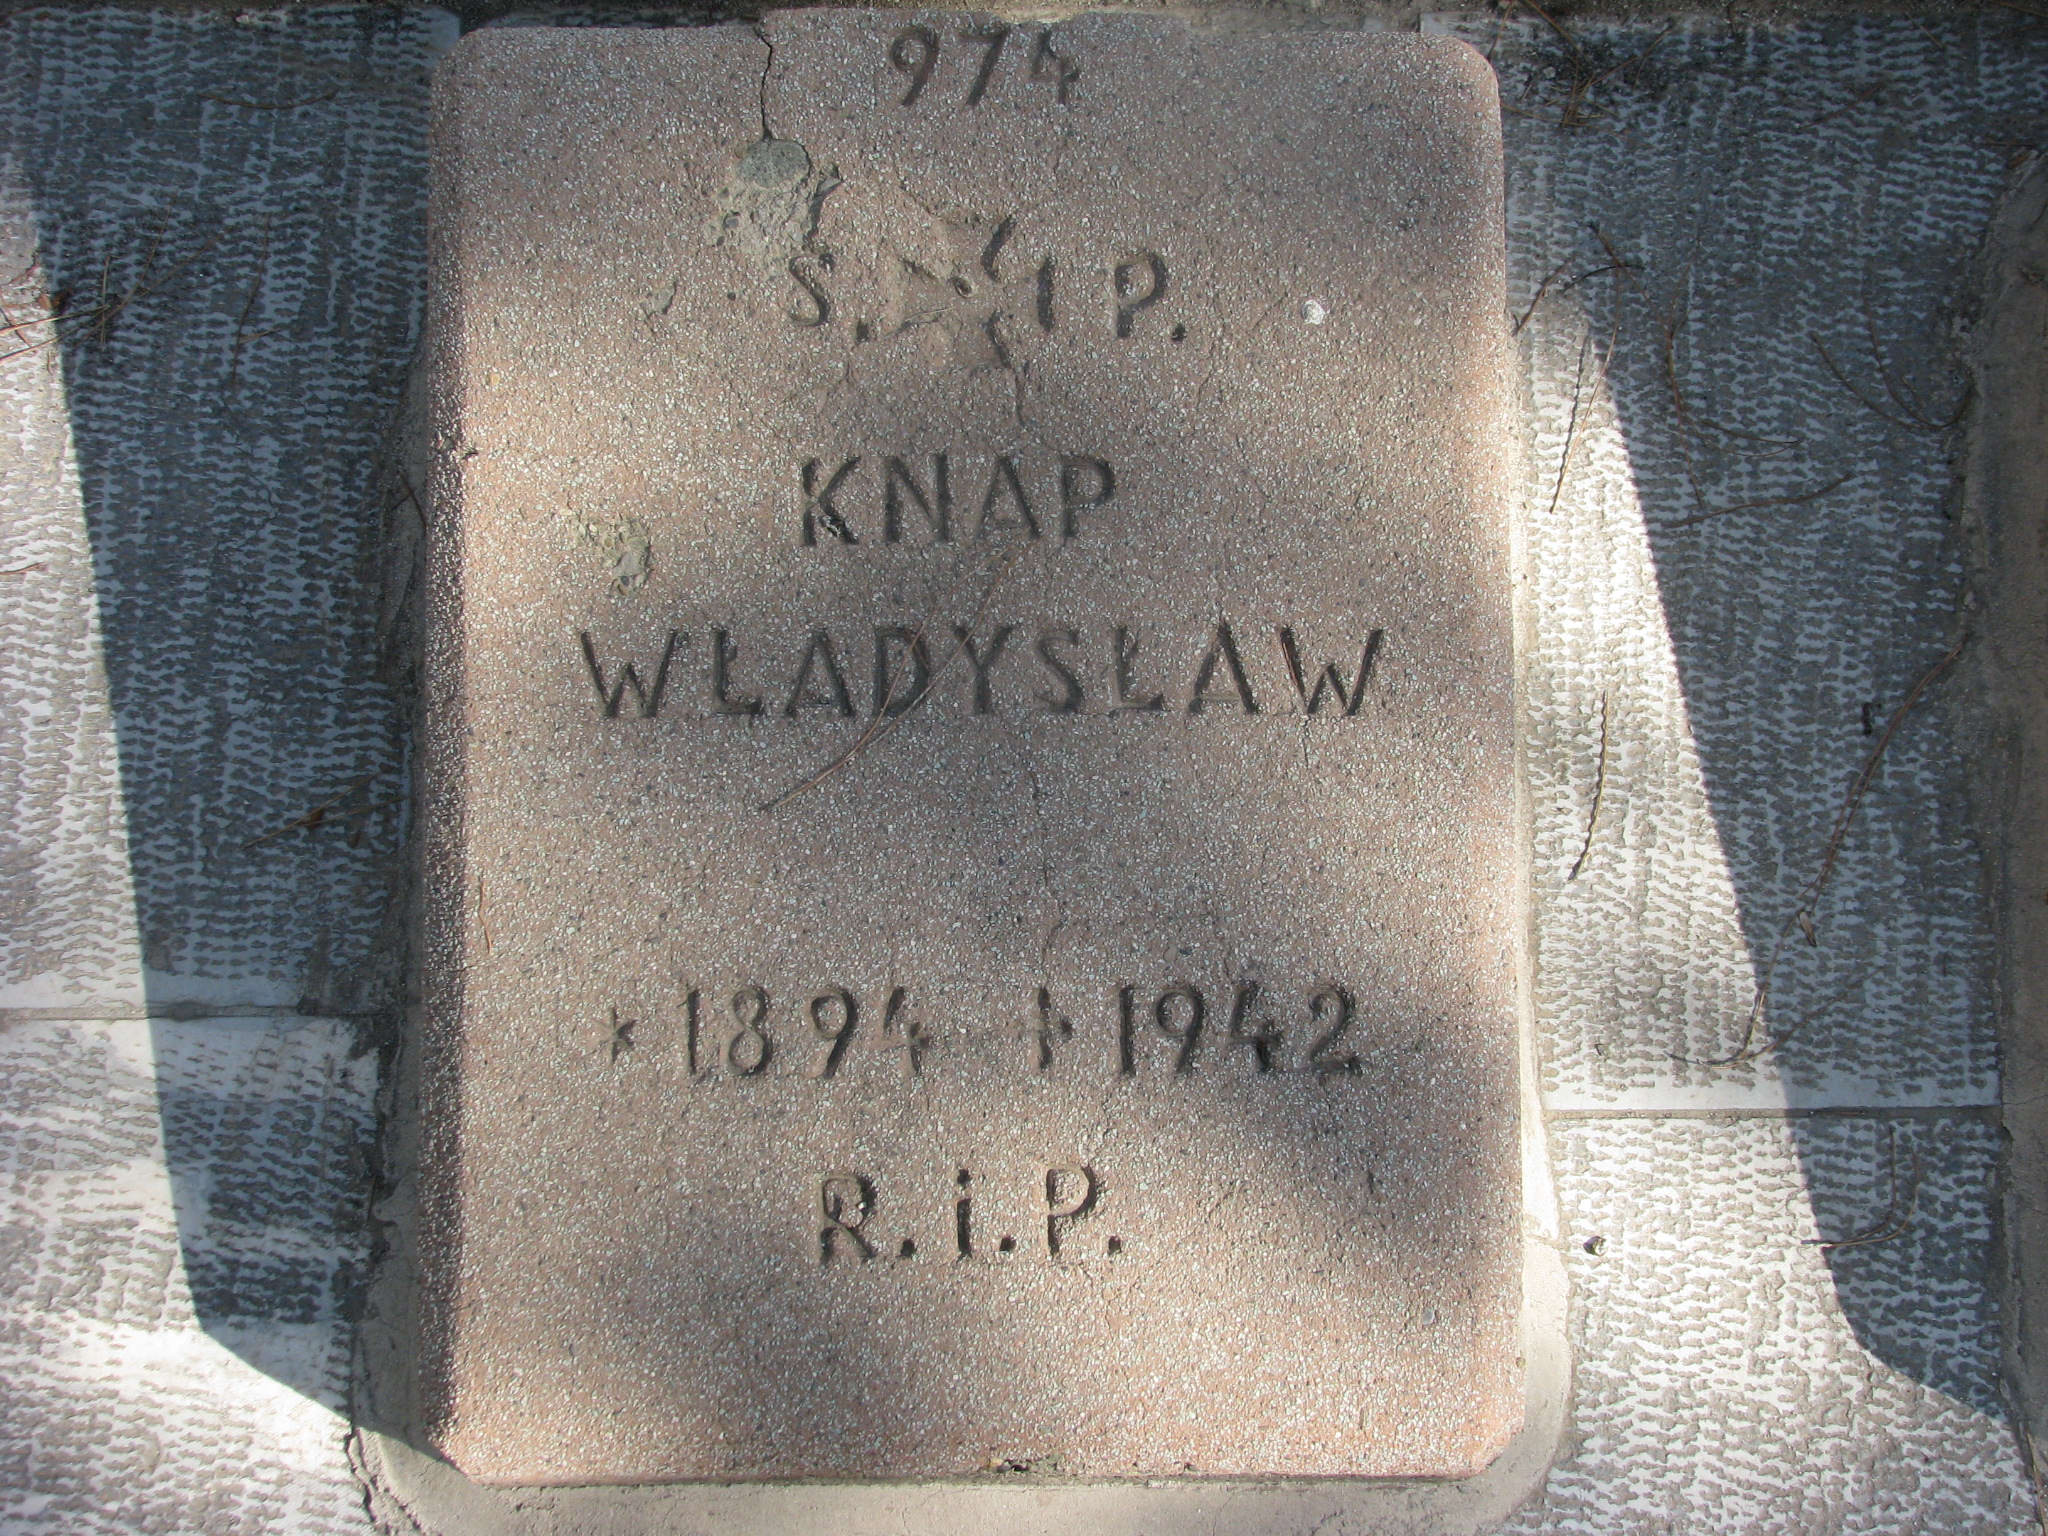 974
S. † P.
KNAP
WŁADYSŁAW
* 1894 † 1942
R.i.P.